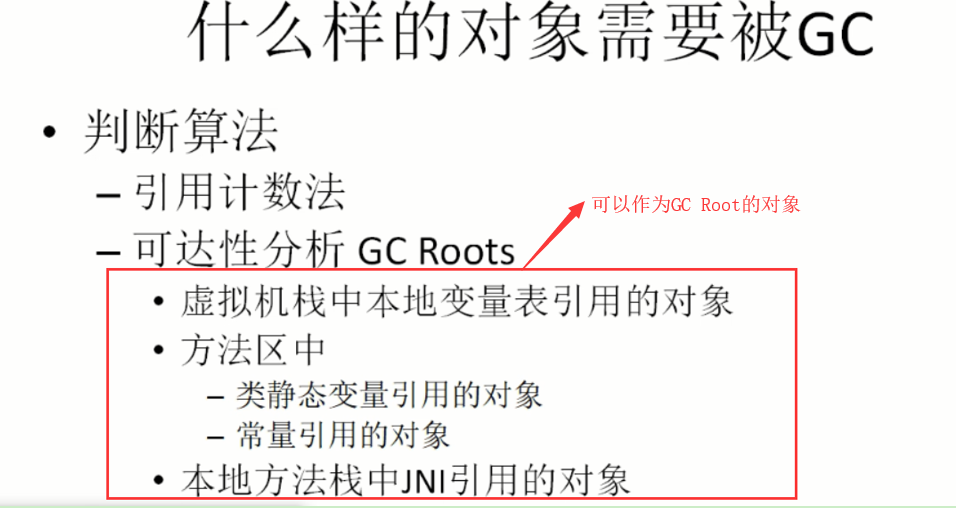 什么样的对象需要被GC
• 判断算法
– 引用计数法
可以作为GC Root的对象
– 可达性分析 GC Roots
• 虚拟机栈中本地变量表引用的对象
• 方法区中
– 类静态变量引用的对象
– 常量引用的对象
• 本地方法栈中JNI引用的对象